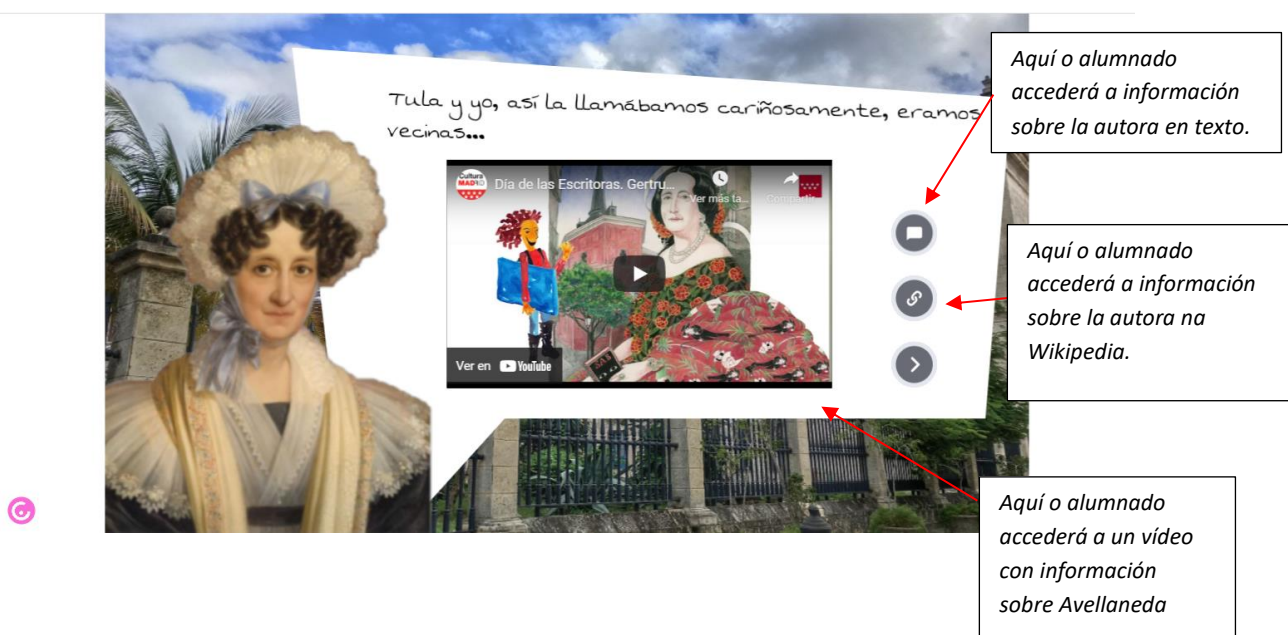 Tula y yo, así la llamábamos cariñosamente, eramos
vecinas...
Cultura
MADRID
Día de las Escritoras. Gertru...
Ver más ta...
Compartir
Ver en YouTube
Aquí o alumnado
accederá a información
sobre la autora en texto.
Aquí o alumnado
accederá a información
sobre la autora na
Wikipedia.
Aquí o alumnado
accederá a un vídeo
con información
sobre Avellaneda